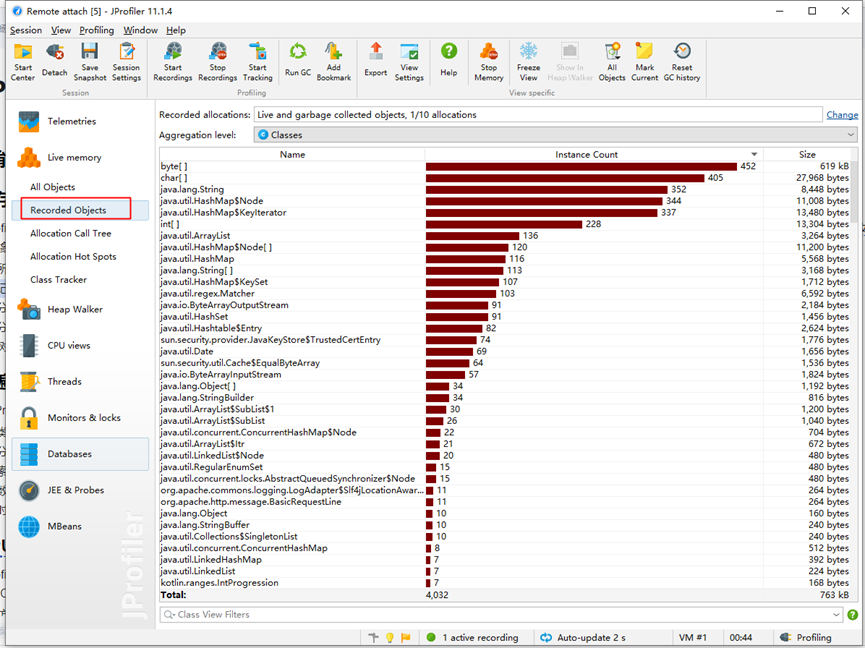 Remote attach [5] - JProfiler 11.1.4
Session View Profiling Window Help
Start Center
Detach
Save Snapshot
Session Settings
Start Recordings
Stop Recordings
Start Tracking
Run GC
Add Bookmark
Export
View Settings
Help
Stop Memory
Freeze View
Show In Heap Walker
All Objects
Mark Current
Reset GC history
Session
Profiling
View specific
Telemetries
Live memory
All Objects
Recorded Objects
Allocation Call Tree
Allocation Hot Spots
Class Tracker
Heap Walker
CPU views
Threads
Monitors & locks
Databases
JEE & Probes
MBeans
JProfiler
Recorded allocations: Live and garbage collected objects, 1/10 allocations Change
Aggregation level: Classes
Name Instance Count Size
byte[ ] 452 619 kB
char[ ] 405 27,968 bytes
java.lang.String 352 8,448 bytes
java.util.HashMap$Node 344 11,008 bytes
java.util.HashMap$KeyIterator 337 13,480 bytes
int[ ] 228 13,304 bytes
java.util.ArrayList 136 3,264 bytes
java.util.HashMap$Node[ ] 120 11,200 bytes
java.util.HashMap 116 5,568 bytes
java.lang.String[ ] 113 3,168 bytes
java.util.HashMap$KeySet 107 1,712 bytes
java.util.regex.Matcher 103 6,592 bytes
java.io.ByteArrayOutputStream 91 2,184 bytes
java.util.HashSet 91 1,456 bytes
java.util.Hashtable$Entry 82 2,624 bytes
sun.security.provider.JavaKeyStore$TrustedCertEntry 74 1,776 bytes
java.util.Date 69 1,656 bytes
sun.security.util.Cache$EqualByteArray 64 1,536 bytes
java.io.ByteArrayInputStream 57 1,824 bytes
java.lang.Object[ ] 34 1,192 bytes
java.lang.StringBuilder 34 816 bytes
java.util.ArrayList$SubList$1 30 1,200 bytes
java.util.ArrayList$SubList 26 1,040 bytes
java.util.concurrent.ConcurrentHashMap$Node 22 704 bytes
java.util.ArrayList$Itr 21 672 bytes
java.util.LinkedList$Node 20 480 bytes
java.util.RegularEnumSet 15 480 bytes
java.util.concurrent.locks.AbstractQueuedSynchronizer$Node 15 480 bytes
org.apache.commons.logging.LogAdapter$Slf4jLocationAwar... 11 264 bytes
org.apache.http.message.BasicRequestLine 11 264 bytes
java.lang.Object 10 160 bytes
java.lang.StringBuffer 10 240 bytes
java.util.Collections$SingletonList 10 240 bytes
java.util.concurrent.ConcurrentHashMap 8 512 bytes
java.util.LinkedHashMap 7 392 bytes
java.util.LinkedList 7 224 bytes
kotlin.ranges.IntProgression 7 168 bytes
Total: 4,032 763 kB
Class View Filters
1 active recording Auto-update 2 s VM #1 00:44 Profiling